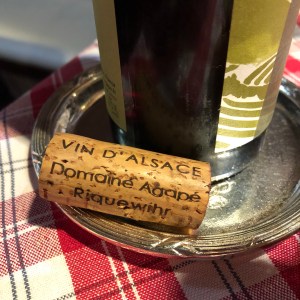 VIN D'ALSACE
Domaine Agapé
Riquewihr